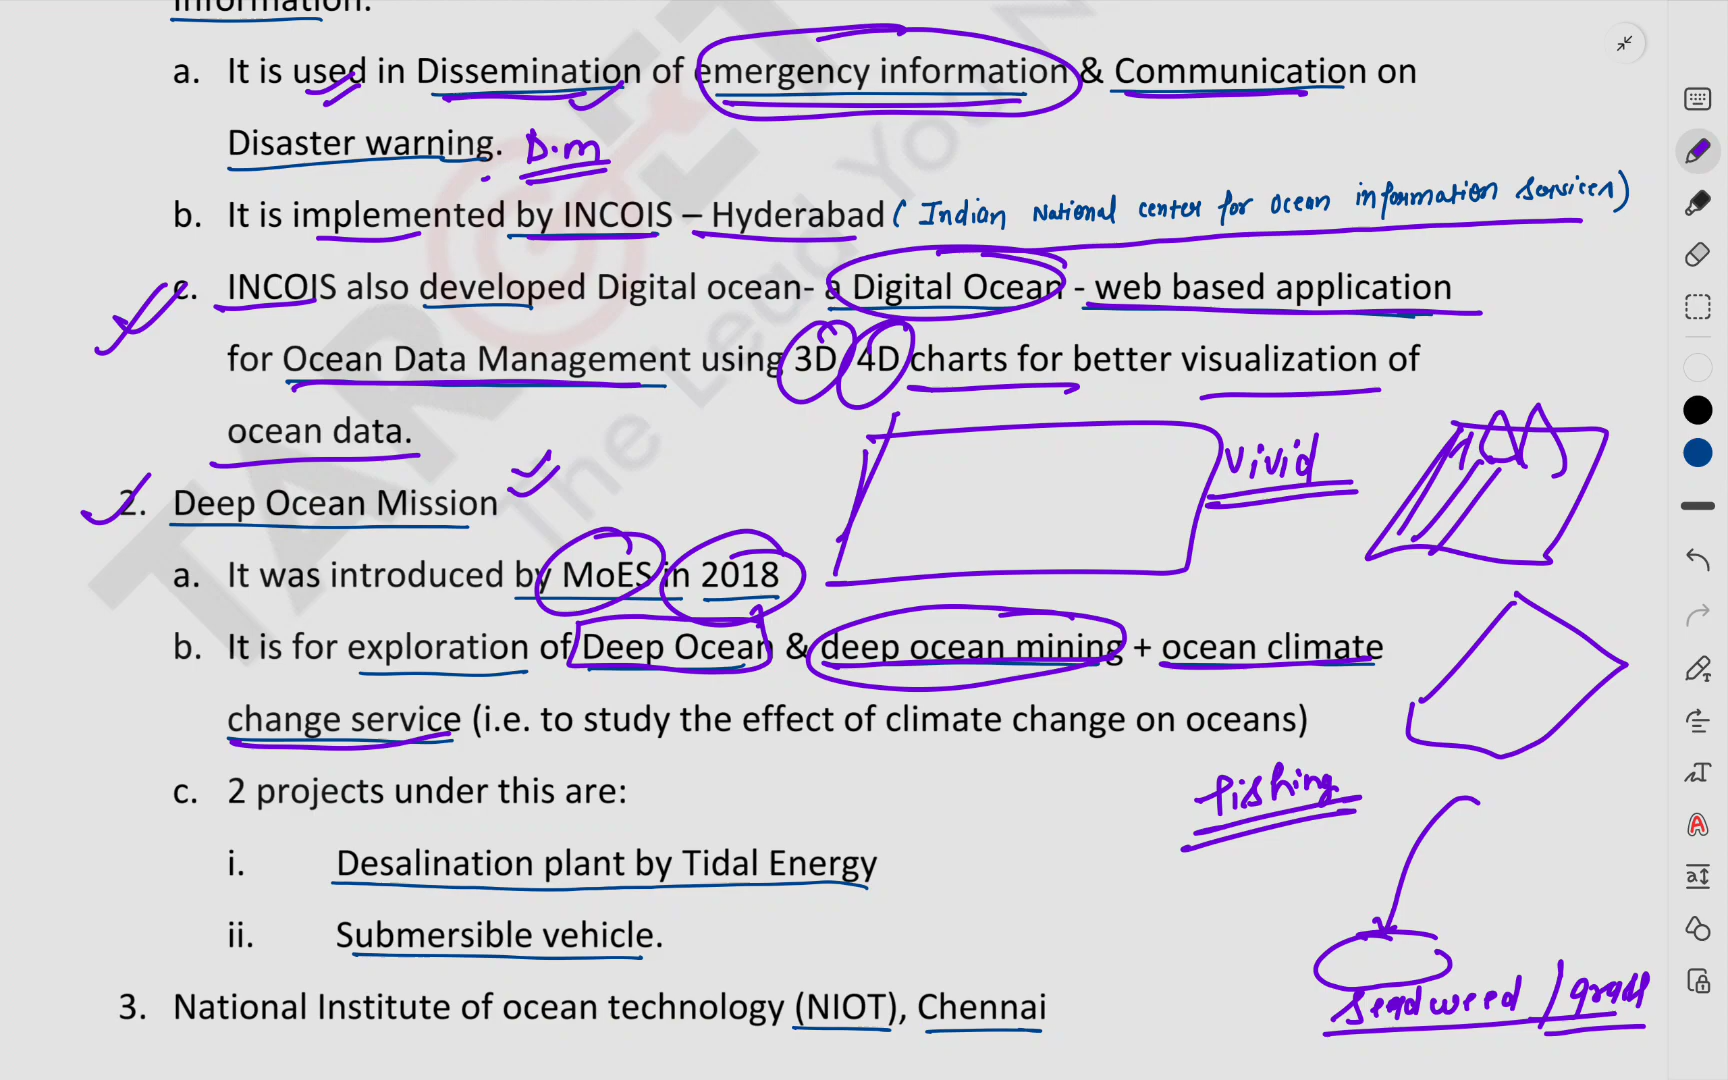 information.
a. It is used in Dissemination of emergency information & Communication on
Disaster warning. D.m
b. It is implemented by INCOIS – Hyderabad (Indian National center for ocean information Services)
c. INCOIS also developed Digital ocean- a Digital Ocean - web based application
for Ocean Data Management using 3D 4D charts for better visualization of
ocean data.
vivid
2. Deep Ocean Mission
a. It was introduced by MoES in 2018
b. It is for exploration of Deep Ocean & deep ocean mining + ocean climate
change service (i.e. to study the effect of climate change on oceans)
c. 2 projects under this are:
fishing
i. Desalination plant by Tidal Energy
ii. Submersible vehicle.
3. National Institute of ocean technology (NIOT), Chennai
TARGET
The Lead You